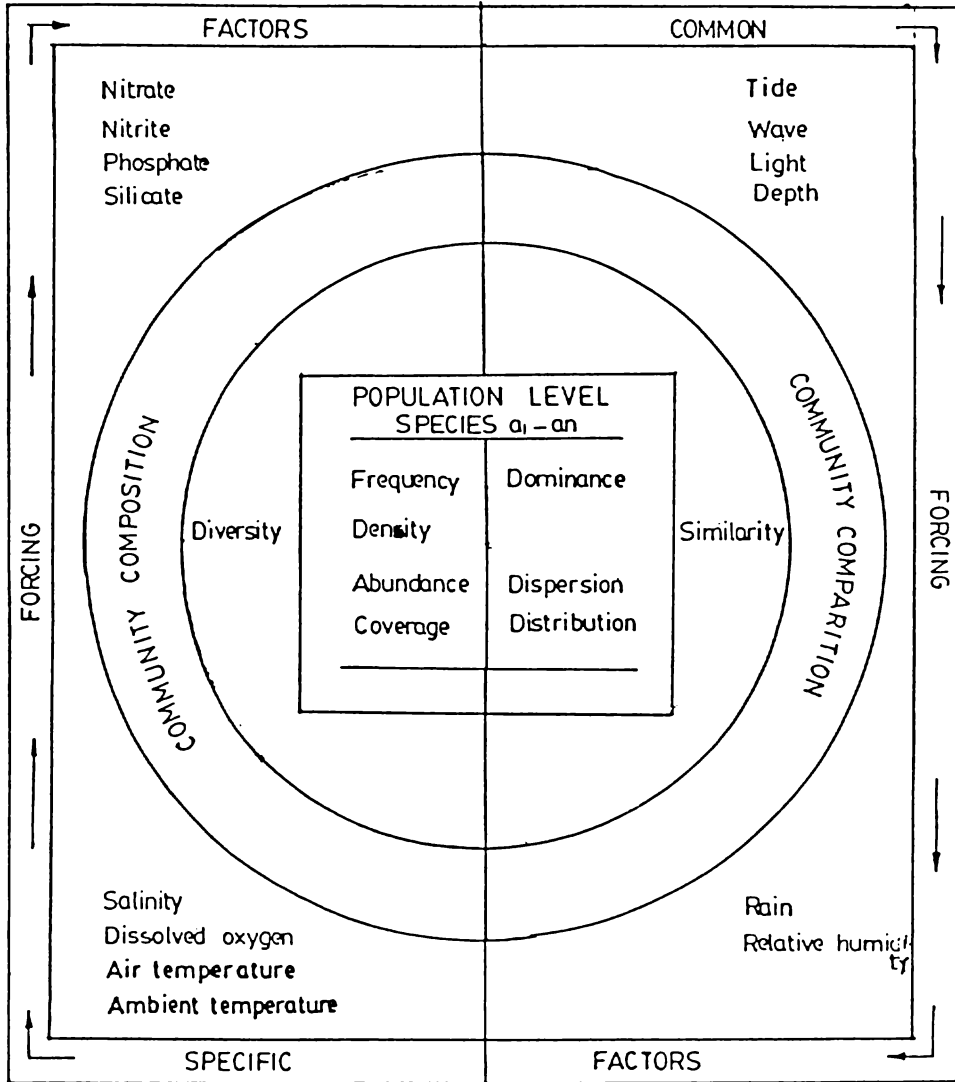 FACTORS
COMMON
Nitrate
Nitrite
Phosphate
Silicate
Tide
Wave
Light
Depth
POPULATION LEVEL
SPECIES a₁ – an
Frequency
Dominance
Density
Abundance
Dispersion
Coverage
Distribution
Diversity
Similarity
COMMUNITY COMPOSITION
COMMUNITY COMPARITION
FORCING
FORCING
Salinity
Dissolved oxygen
Air temperature
Ambient temperature
Rain
Relative humidi-
ty
SPECIFIC
FACTORS